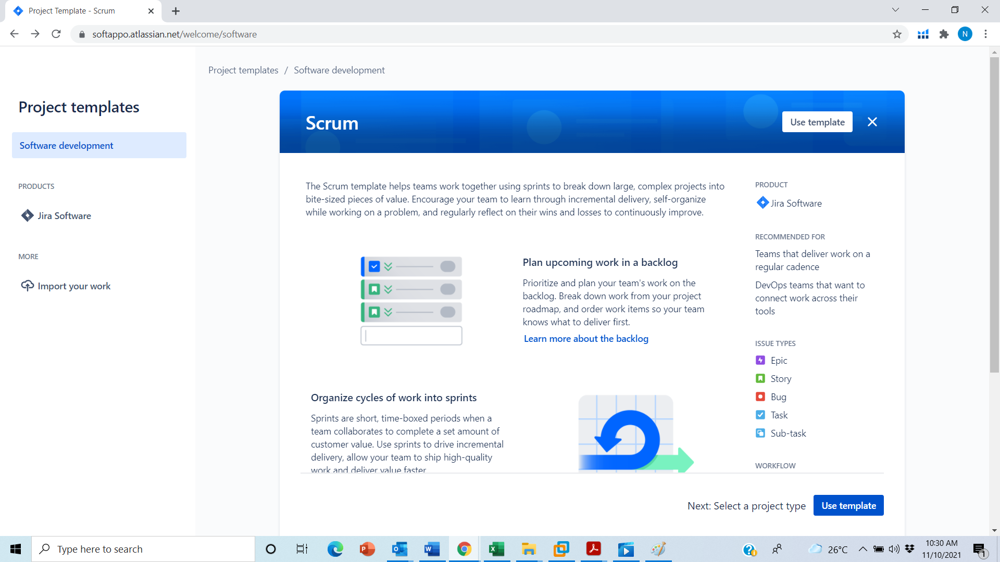 Project Template - Scrum
softappo.atlassian.net/welcome/software
N
Project templates / Software development
Project templates
Software development
PRODUCTS
Jira Software
MORE
Import your work
Scrum
Use template
The Scrum template helps teams work together using sprints to break down large, complex projects into
bite-sized pieces of value. Encourage your team to learn through incremental delivery, self-organize
while working on a problem, and regularly reflect on their wins and losses to continuously improve.
Plan upcoming work in a backlog
Prioritize and plan your team's work on the
backlog. Break down work from your project
roadmap, and order work items so your team
knows what to deliver first.
Learn more about the backlog
Organize cycles of work into sprints
Sprints are short, time-boxed periods when a
team collaborates to complete a set amount of
customer value. Use sprints to drive incremental
delivery, allow your team to ship high-quality
work and deliver value faster
PRODUCT
Jira Software
RECOMMENDED FOR
Teams that deliver work on a
regular cadence
DevOps teams that want to
connect work across their
tools
ISSUE TYPES
Epic
Story
Bug
Task
Sub-task
WORKFLOW
Next: Select a project type
Use template
Type here to search
P
O
W
X
?
26°C
10:30 AM
11/10/2021
1